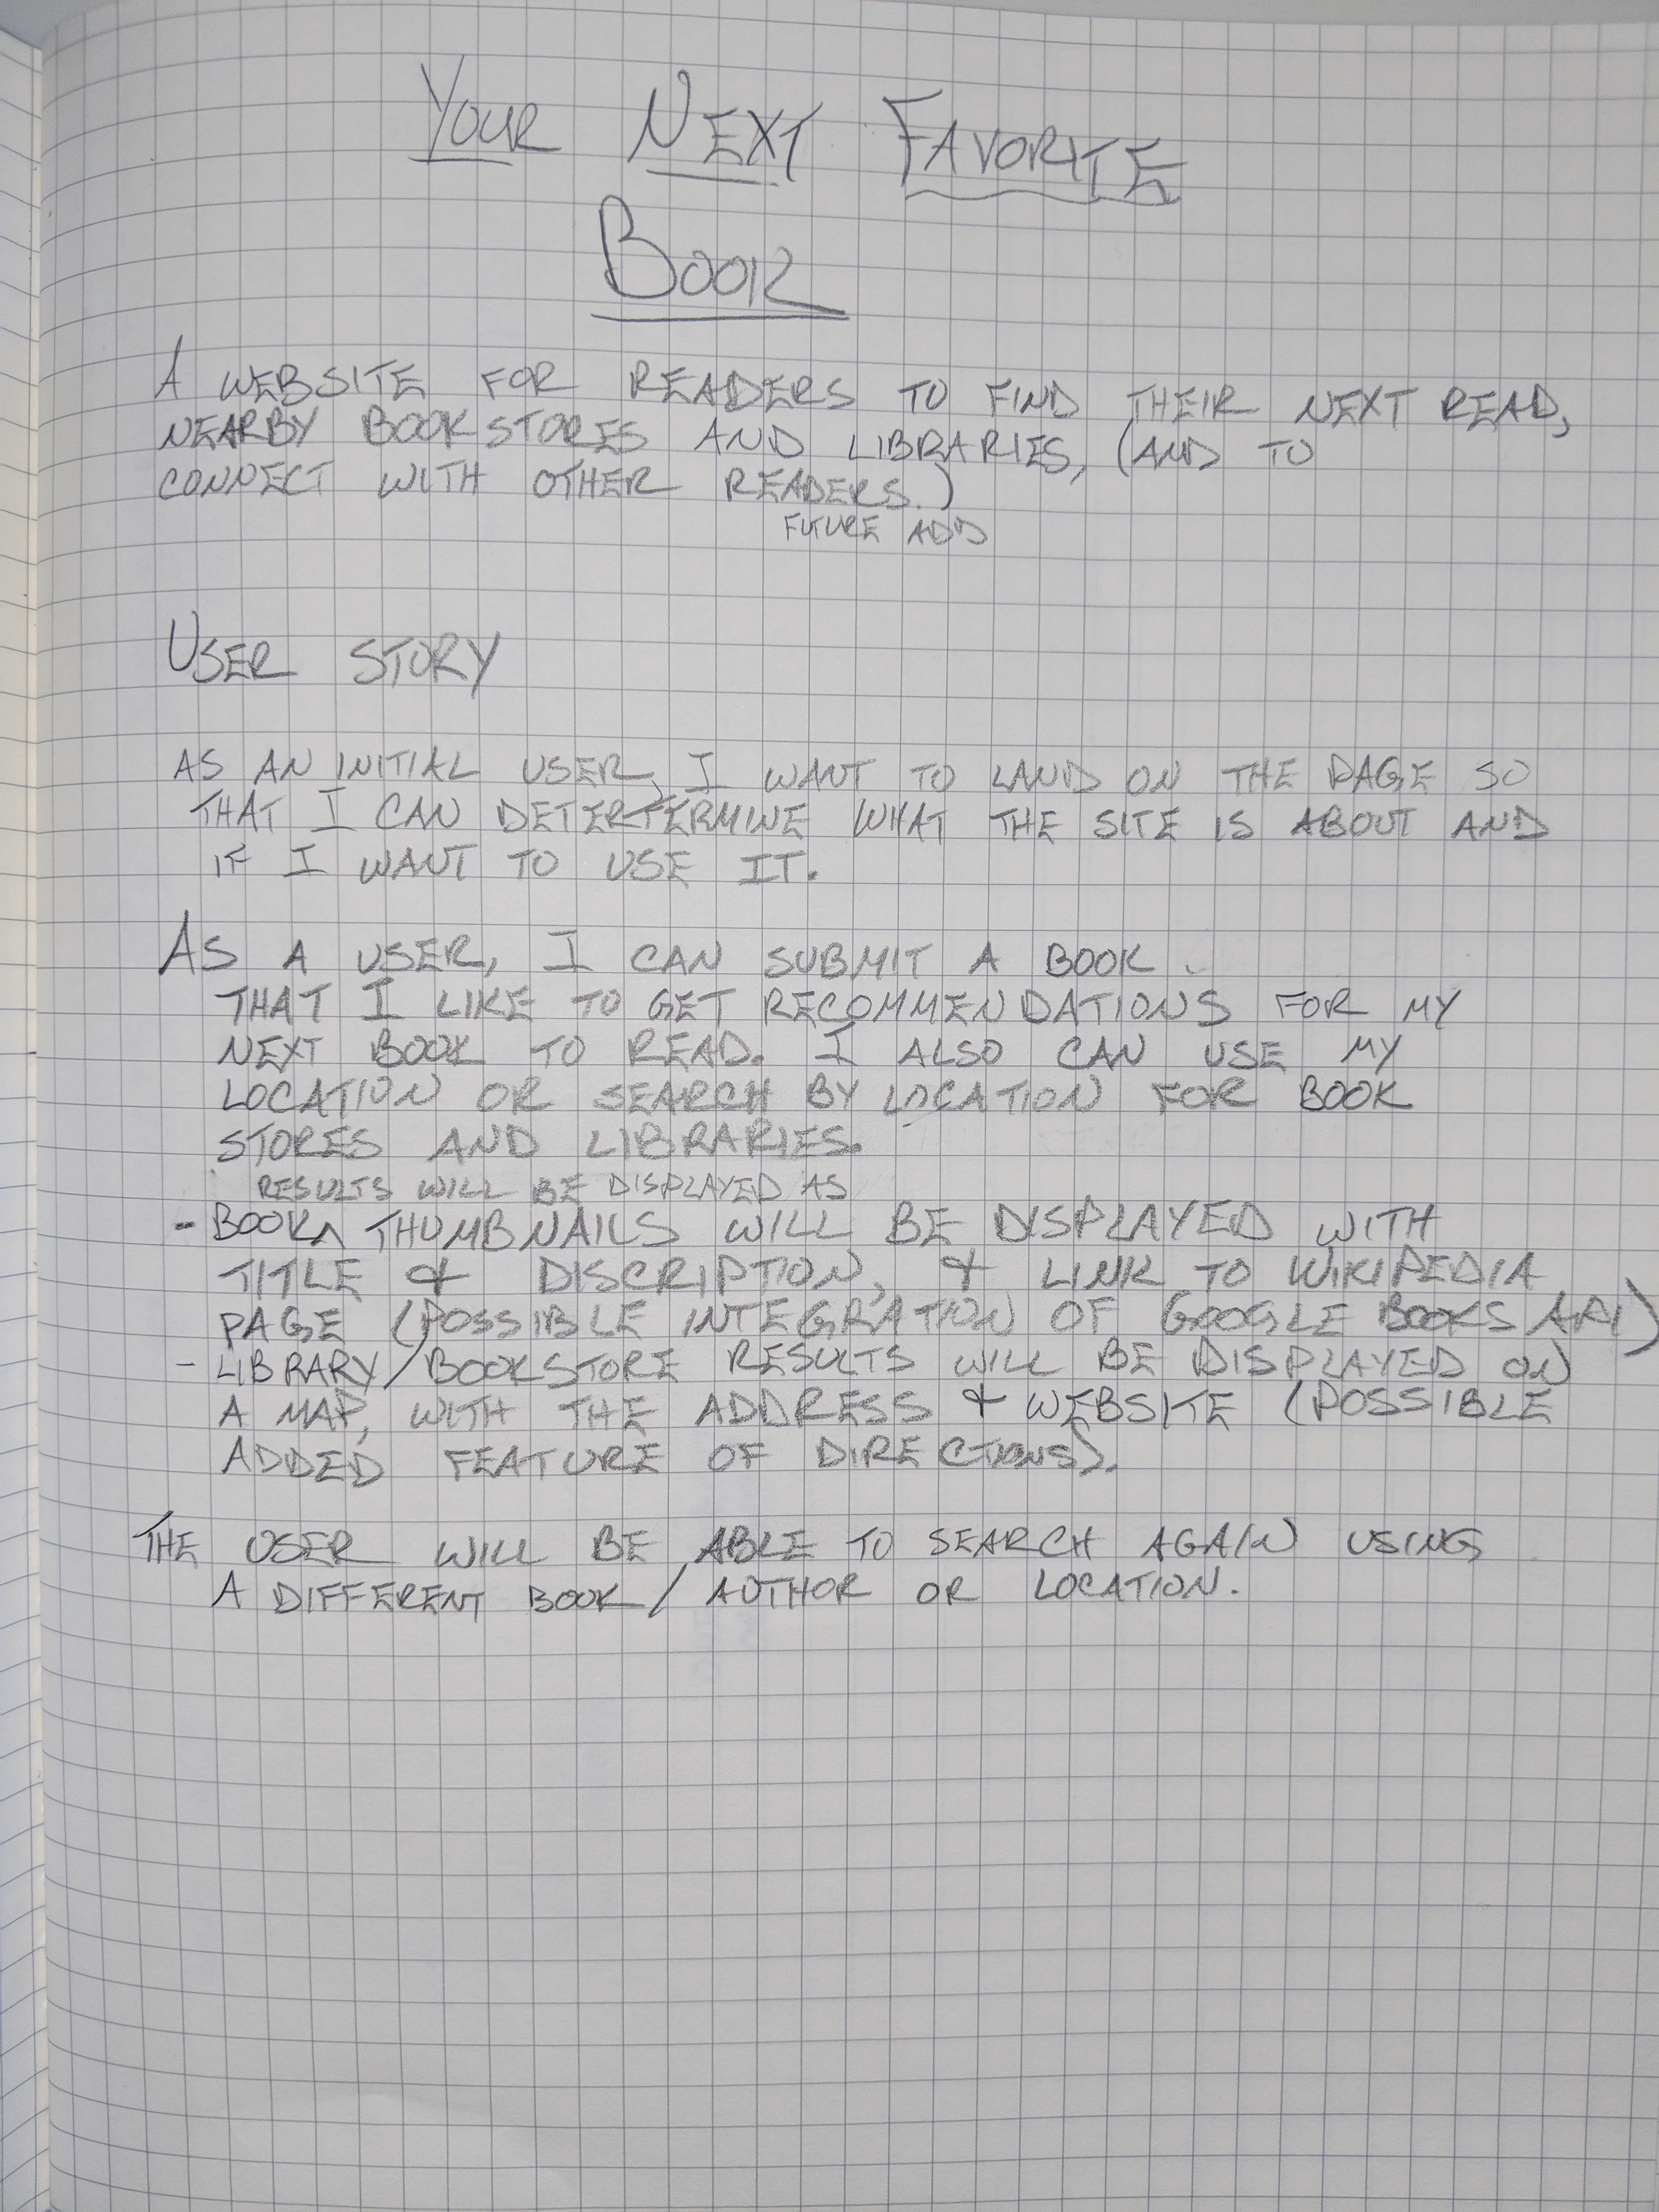 YOUR NEXT FAVORITE
BOOK
A WEBSITE FOR READERS TO FIND THEIR NEXT READ,
NEARBY BOOKSTORES AND LIBRARIES, (AND TO
CONNECT WITH OTHER READERS.)
FUTURE ADD
USER STORY
AS AN INITIAL USER, I WANT TO LAND ON THE PAGE SO
THAT I CAN DETERTERMINE WHAT THE SITE IS ABOUT AND
IF I WANT TO USE IT.
AS A USER, I CAN SUBMIT A BOOK
THAT I LIKE TO GET RECOMMENDATIONS FOR MY
NEXT BOOK TO READ. I ALSO CAN USE MY
LOCATION OR SEARCH BY LOCATION FOR BOOK
STORES AND LIBRARIES.
RESULTS WILL BE DISPLAYED AS
- BOOK^ THUMBNAILS WILL BE DISPLAYED WITH
TITLE & DISCRIPTION, & LINK TO WIKIPEDIA
PAGE (POSSIBLE INTEGRATION OF GOOGLE BOOKS API)
- LIBRARY/BOOKSTORE RESULTS WILL BE DISPLAYED ON
A MAP, WITH THE ADDRESS & WEBSITE (POSSIBLE
ADDED FEATURE OF DIRECTIONS).
THE USER WILL BE ABLE TO SEARCH AGAIN USING
A DIFFERENT BOOK/AUTHOR OR LOCATION.